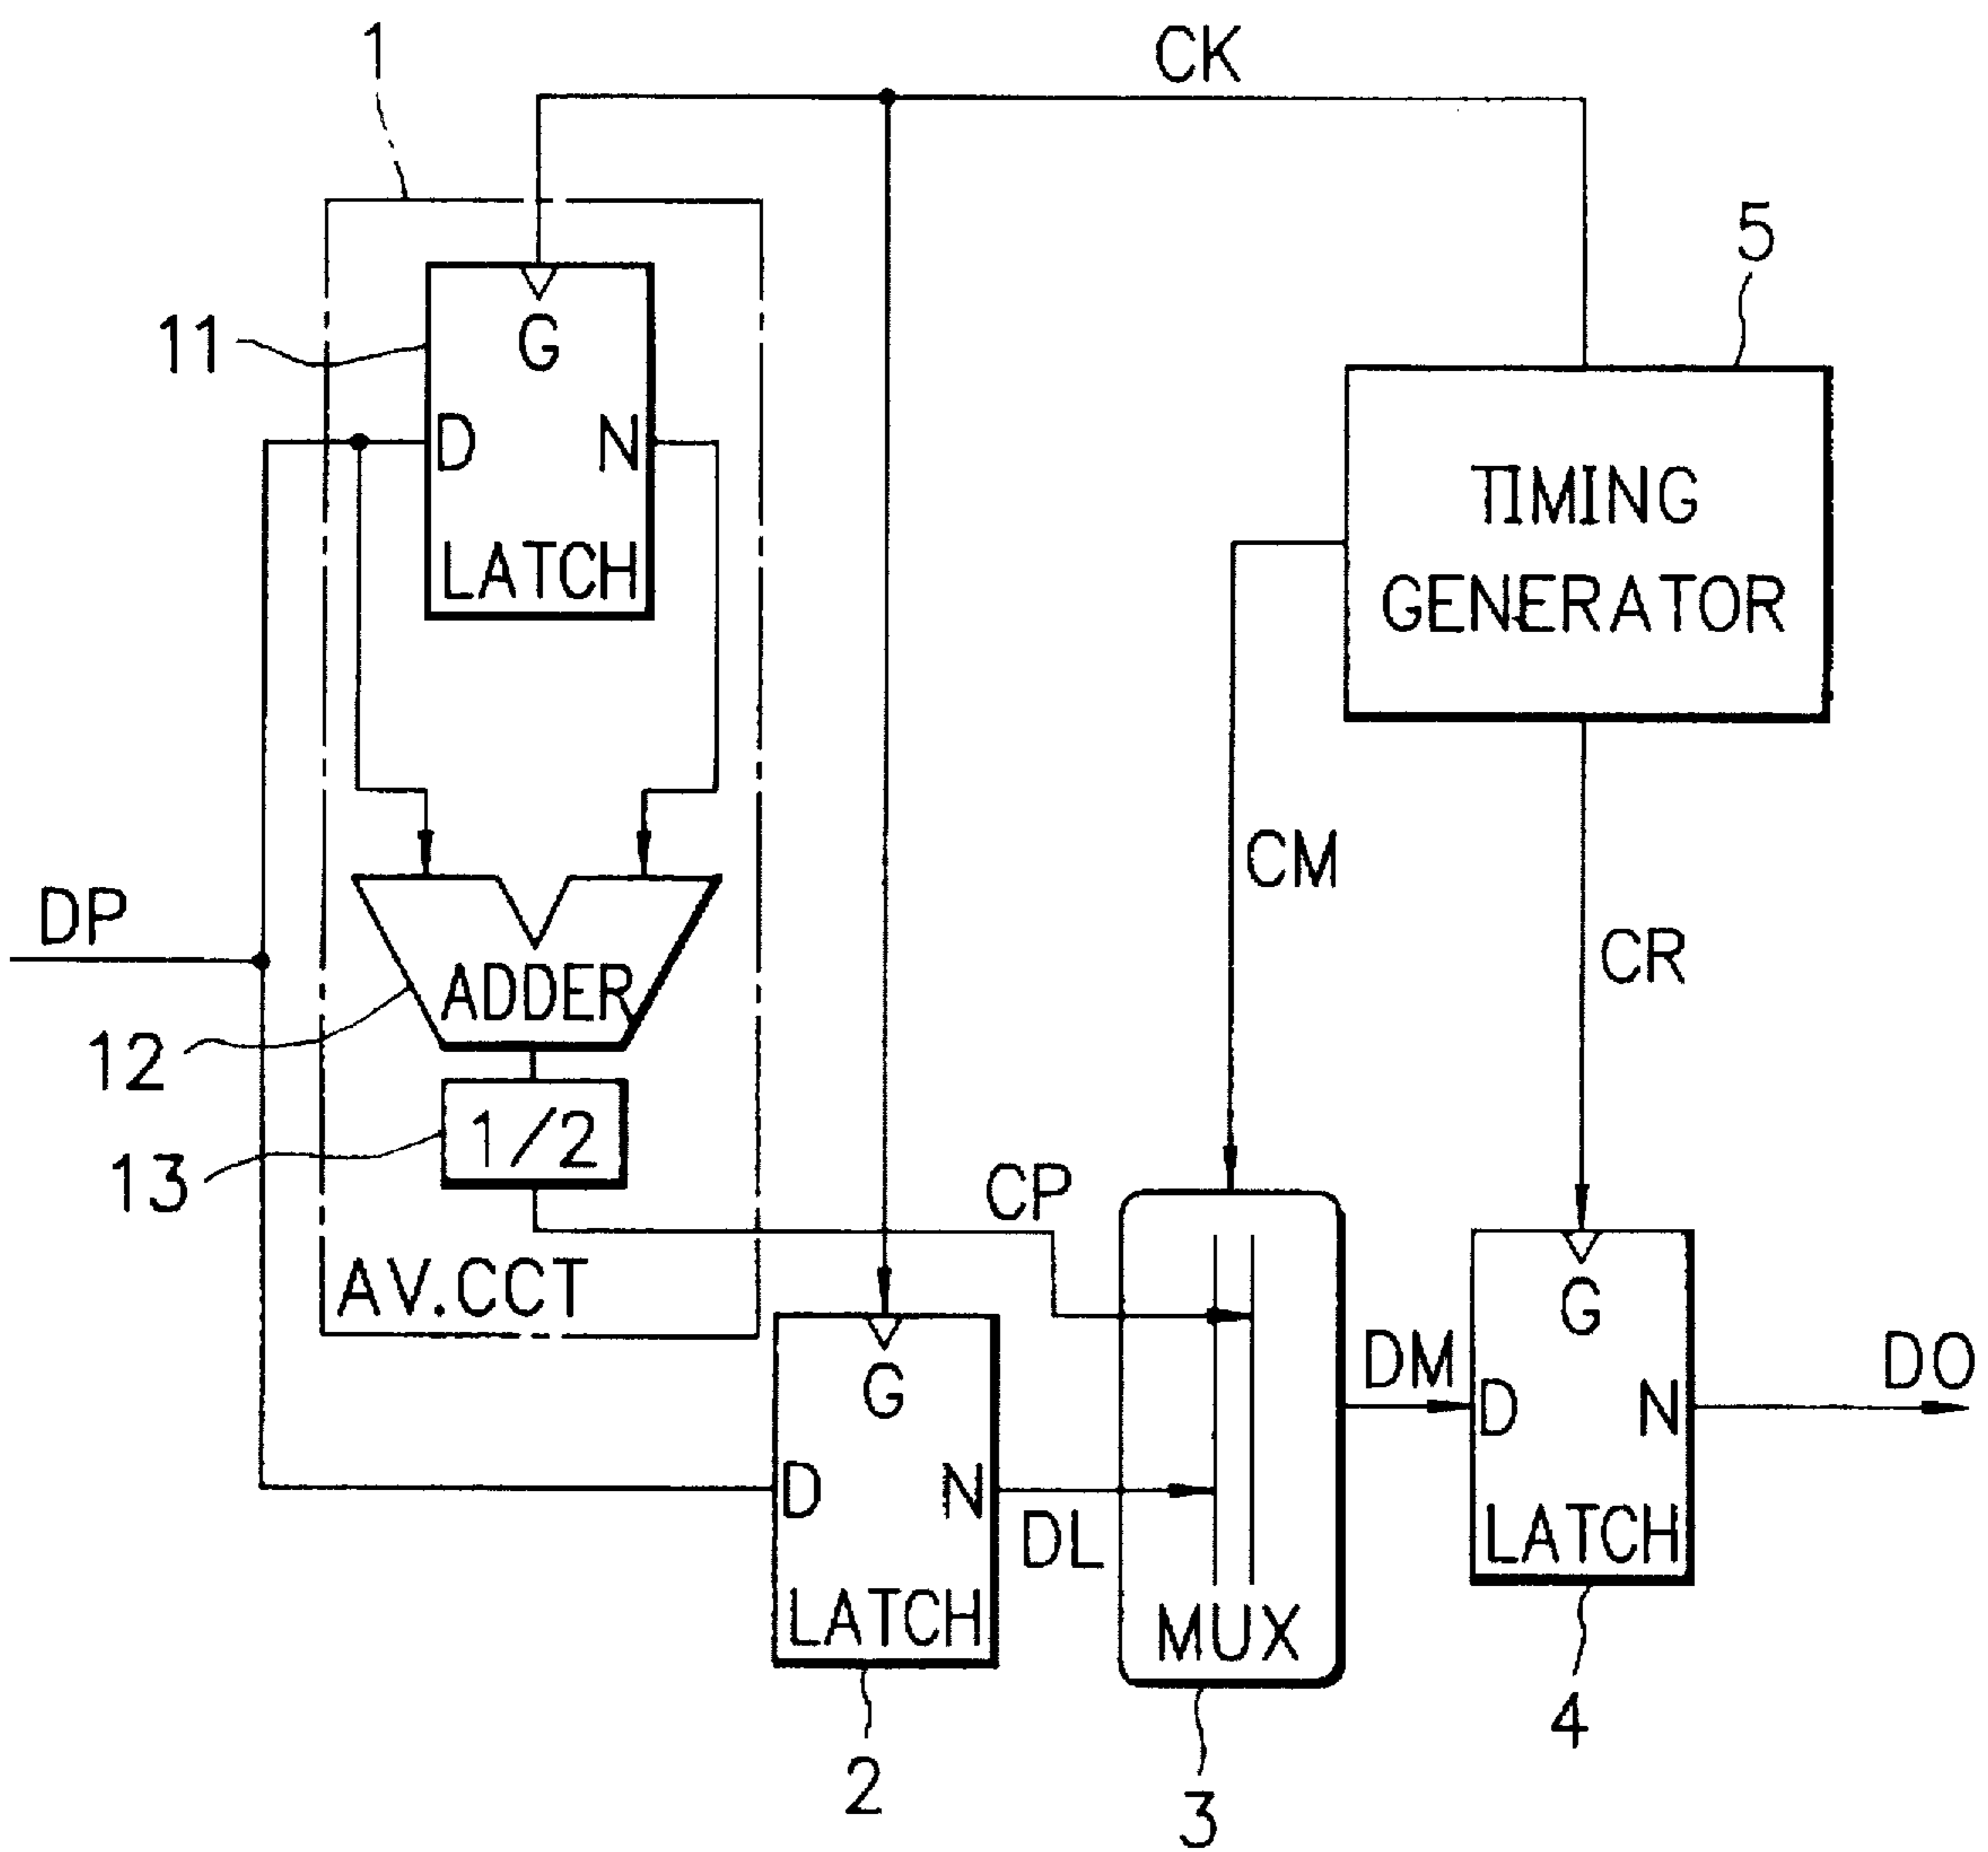 1
CK
5
11
G
D
N
LATCH
TIMING
GENERATOR
CM
DP
CR
ADDER
12
1/2
13
CP
AV.CCT
G
G
DM
DO
D
N
D
N
DL
LATCH
LATCH
MUX
4
2
3